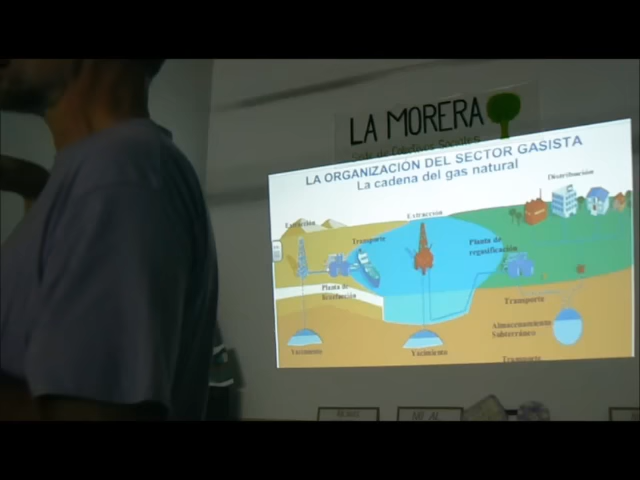 LA MORERA
LA ORGANIZACIÓN DEL SECTOR GASISTA
La cadena del gas natural
Distribución
Extracción
Extracción
Transporte
Planta de
regasificación
Planta de
licuefacción
Transporte
Almacenamiento
Subterráneo
Yacimiento
Yacimiento
Transporte